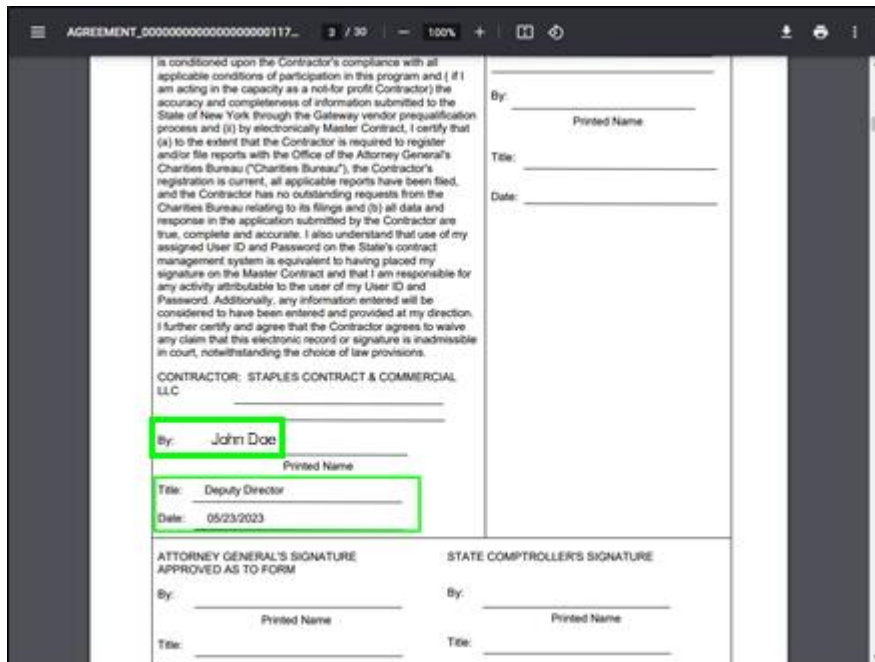 AGREEMENT_00000000000000000000117... 3 / 30 — 100% +
is conditioned upon the Contractor's compliance with all
applicable conditions of participation in this program and ( if I
am acting in the capacity as a not-for profit Contractor) the
accuracy and completeness of information submitted to the
State of New York through the Gateway vendor prequalification
process and (ii) by electronically Master Contract, I certify that
(a) to the extent that the Contractor is required to register
and/or file reports with the Office of the Attorney General's
Charities Bureau ("Charities Bureau"), the Contractor's
registration is current, all applicable reports have been filed,
and the Contractor has no outstanding requests from the
Charities Bureau relating to its filings and (b) all data and
response in the application submitted by the Contractor are
true, complete and accurate. I also understand that use of my
assigned User ID and Password on the State's contract
management system is equivalent to having placed my
signature on the Master Contract and that I am responsible for
any activity attributable to the user of my User ID and
Password. Additionally, any information entered will be
considered to have been entered and provided at my direction.
I further certify and agree that the Contractor agrees to waive
any claim that this electronic record or signature is inadmissible
in court, notwithstanding the choice of law provisions.
CONTRACTOR: STAPLES CONTRACT & COMMERCIAL
LLC
By: John Doe
Printed Name
Title: Deputy Director
Date: 05/23/2023
By:
Printed Name
Title:
Date:
ATTORNEY GENERAL'S SIGNATURE
APPROVED AS TO FORM
By:
Printed Name
Title:
STATE COMPTROLLER'S SIGNATURE
By:
Printed Name
Title: